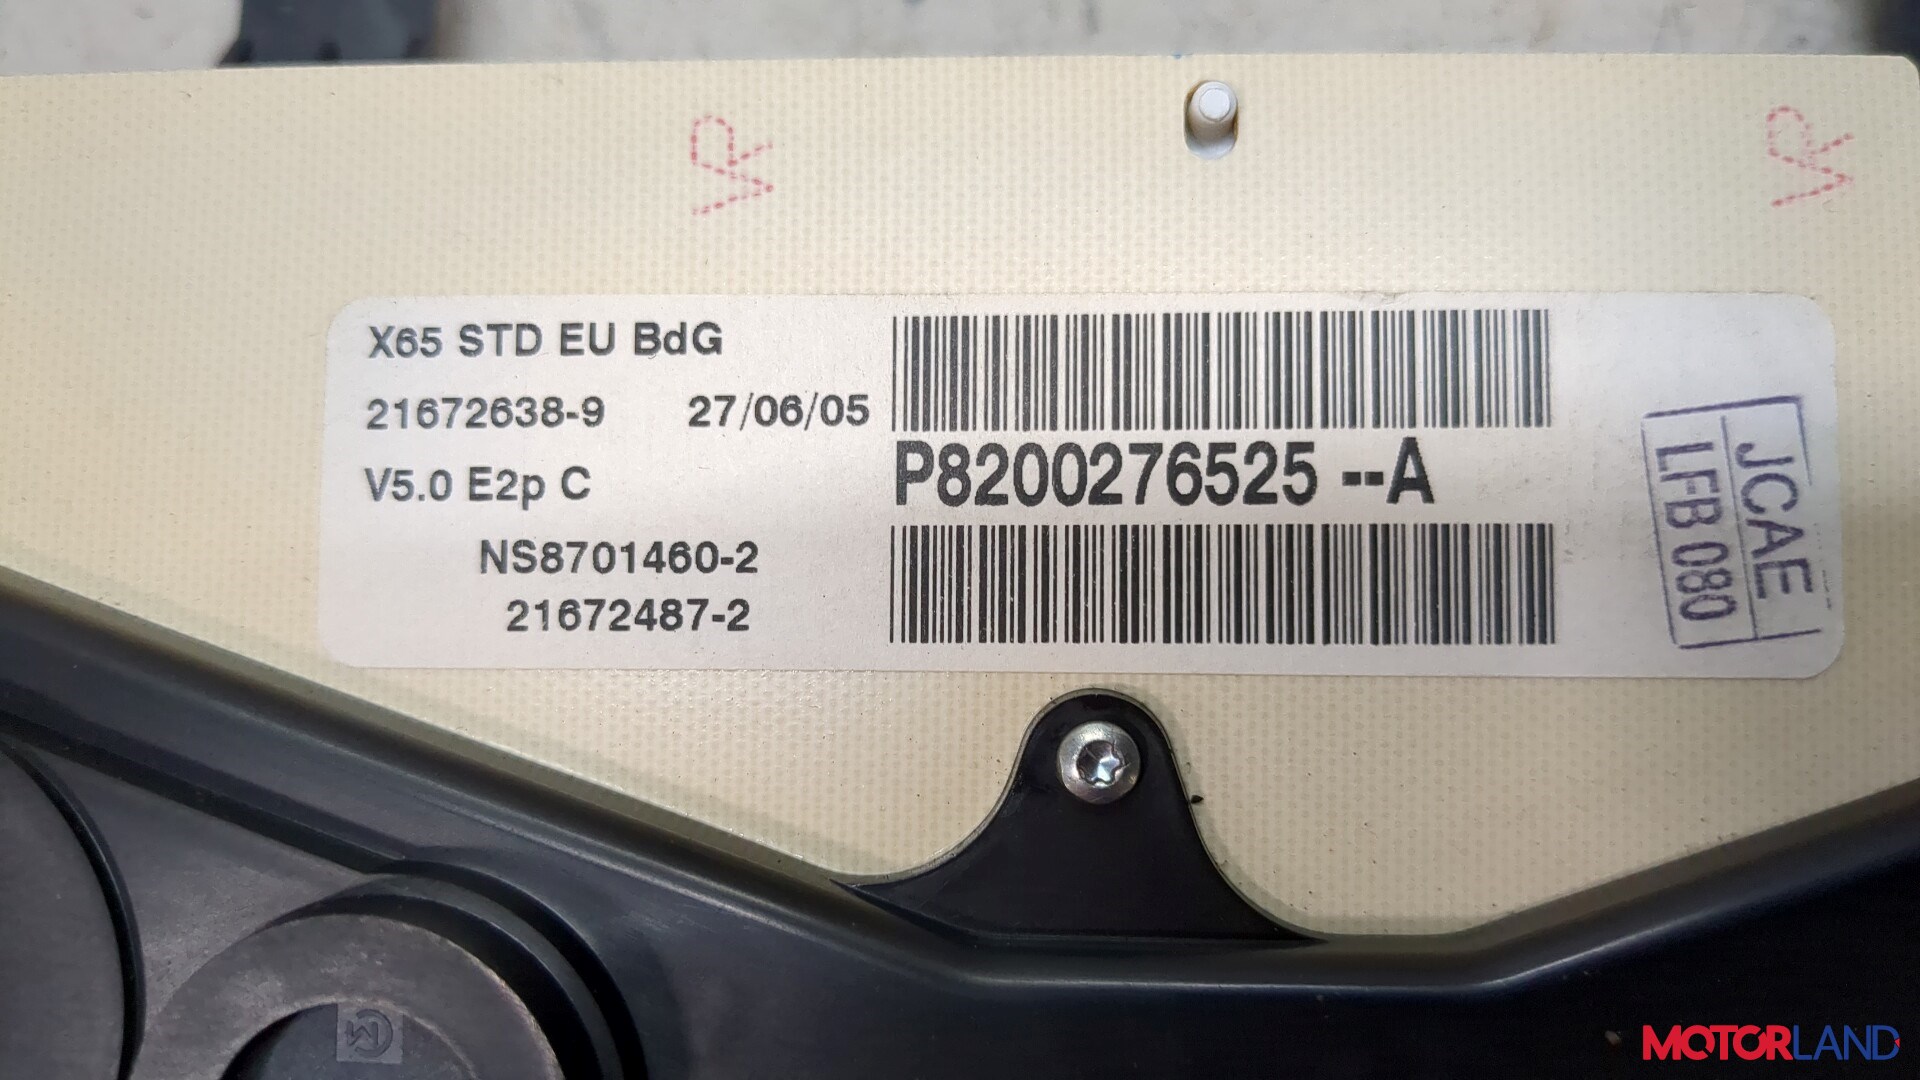 VR
VR
X65 STD EU BdG
21672638-9 27/06/05
V5.0 E2p C
NS8701460-2
21672487-2
P8200276525 --A
JCAE
LFB 080
MOTORLAND